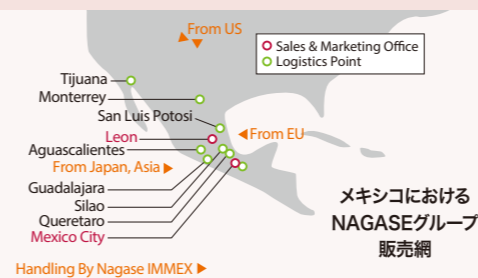 From US
Sales & Marketing Office
Logistics Point
Tijuana
Monterrey
San Luis Potosi
Leon
From EU
Aguascalientes
From Japan, Asia
Guadalajara
Silao
Queretaro
Mexico City
メキシコにおける
NAGASEグループ
販売網
Handling By Nagase IMMEX